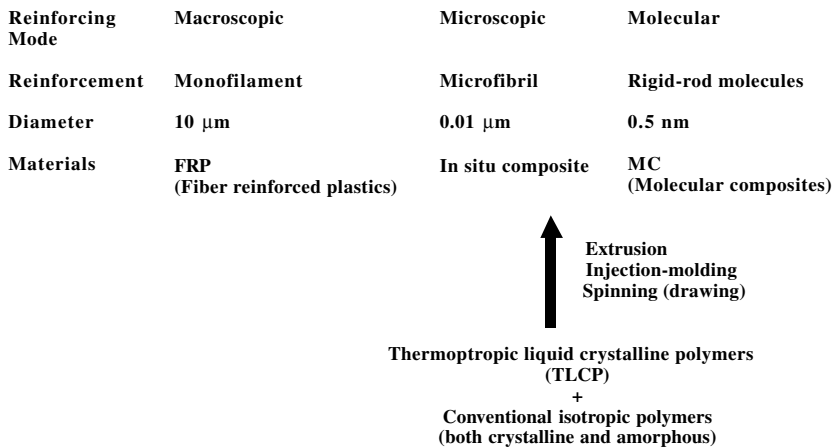 Reinforcing Mode Macroscopic Microscopic Molecular
Reinforcement Monofilament Microfibril Rigid-rod molecules
Diameter 10 μm 0.01 μm 0.5 nm
Materials FRP In situ composite MC
(Fiber reinforced plastics) (Molecular composites)
Extrusion
Injection-molding
Spinning (drawing)
Thermoptropic liquid crystalline polymers
(TLCP)
+
Conventional isotropic polymers
(both crystalline and amorphous)